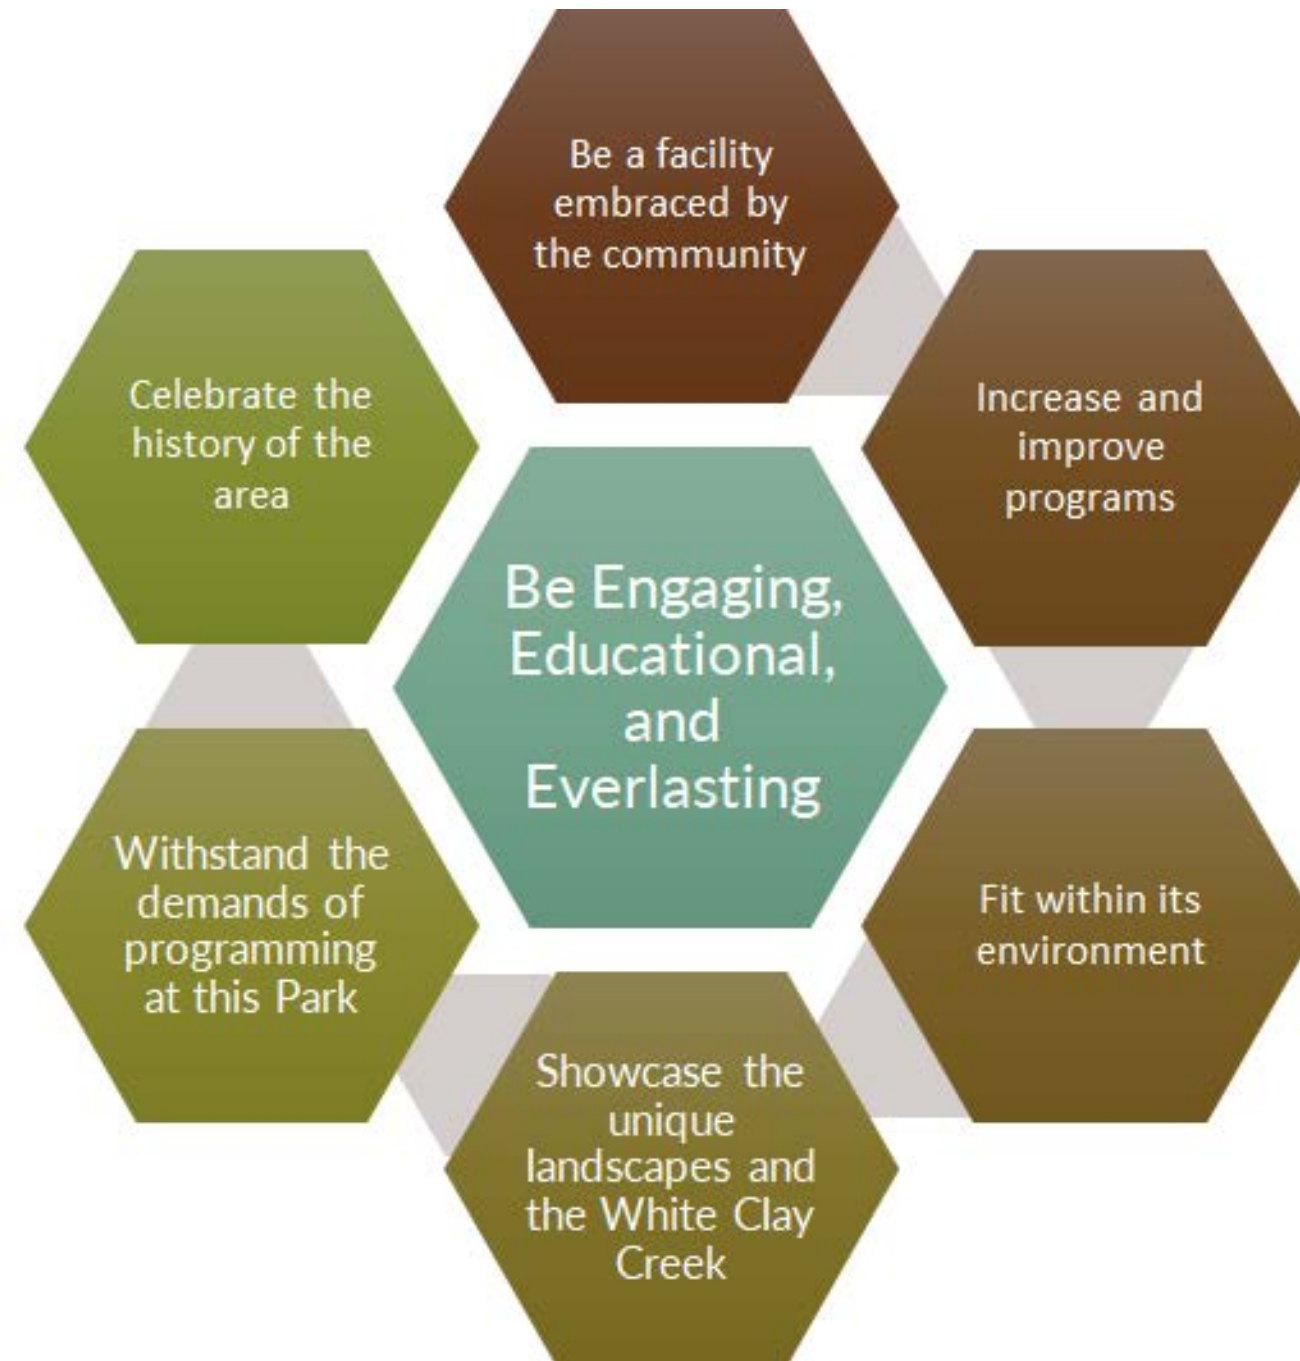 Be a facility
embraced by
the community
Increase and
improve
programs
Fit within its
environment
Showcase the
unique
landscapes and
the White Clay
Creek
Withstand the
demands of
programming
at this Park
Celebrate the
history of the
area
Be Engaging,
Educational,
and
Everlasting